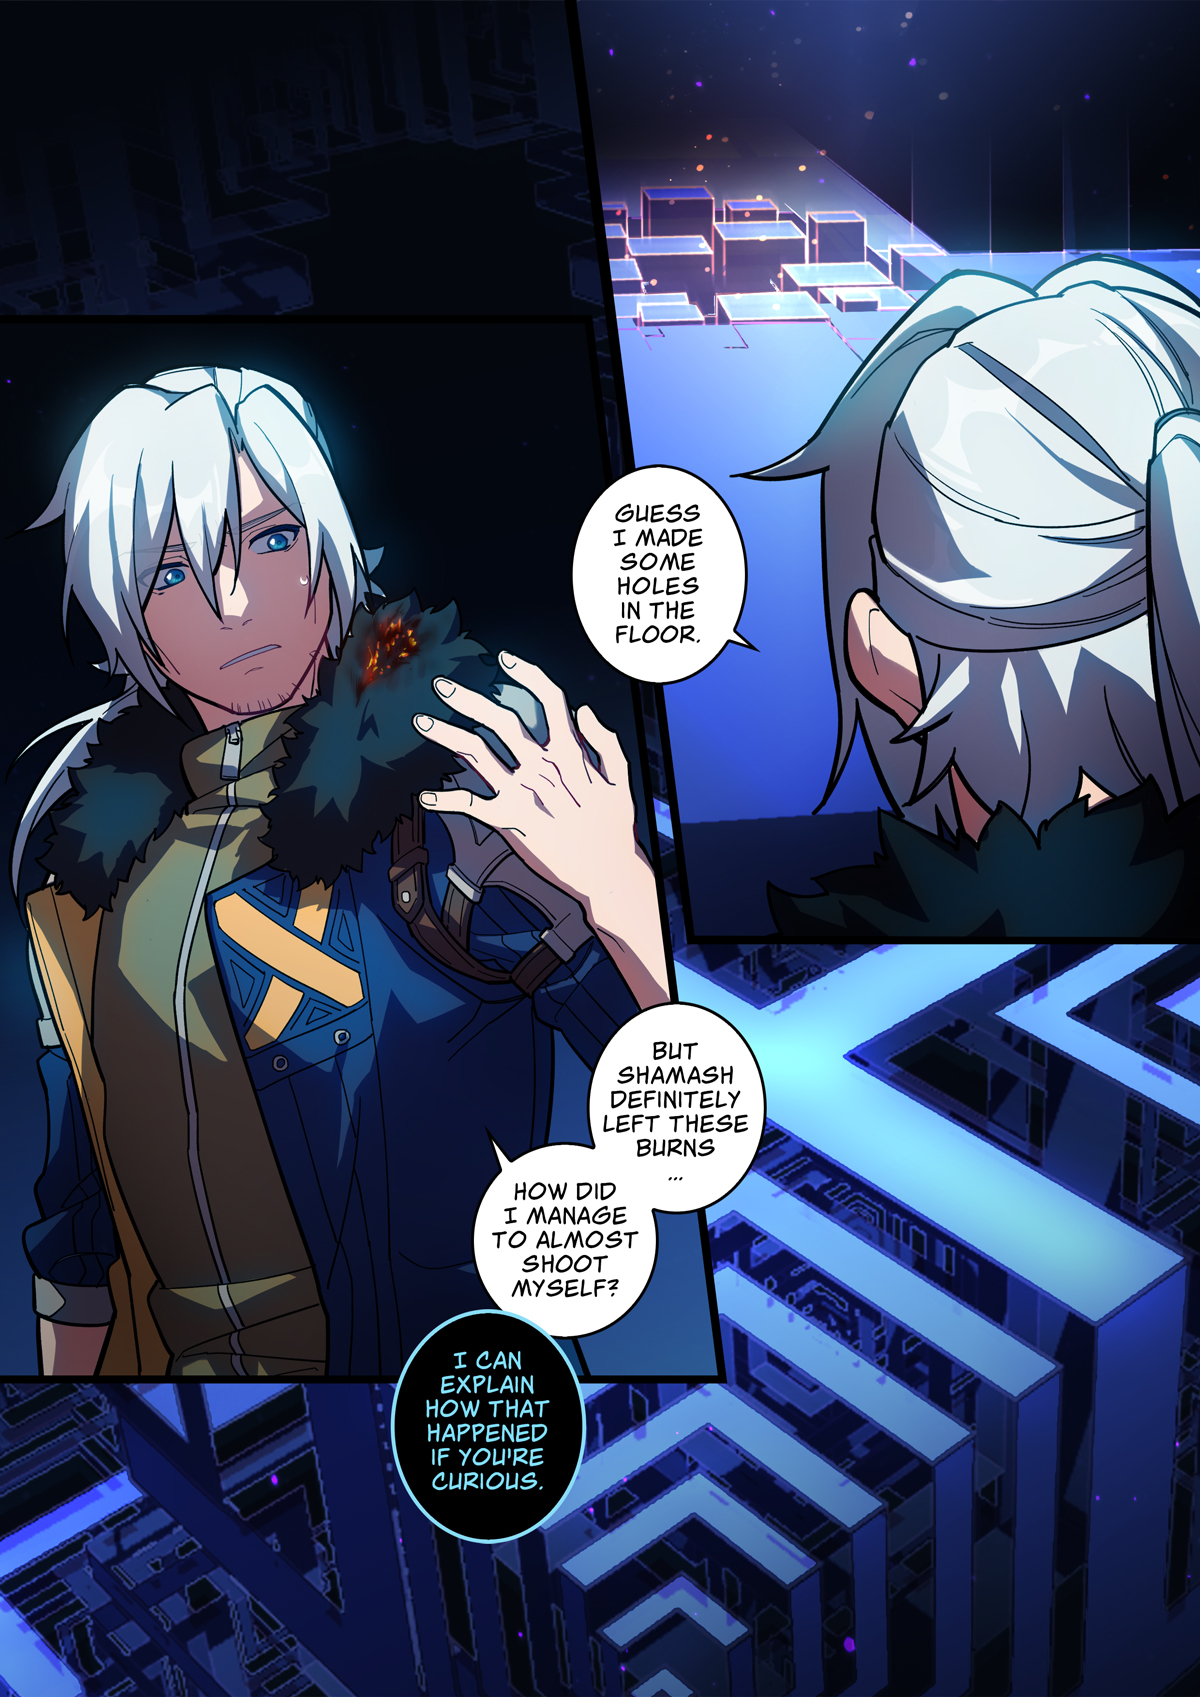 GUESS
I MADE
SOME
HOLES
IN THE
FLOOR.
BUT
SHAMASH
DEFINITELY
LEFT THESE
BURNS
...
HOW DID
I MANAGE
TO ALMOST
SHOOT
MYSELF?
I CAN
EXPLAIN
HOW THAT
HAPPENED
IF YOU'RE
CURIOUS.